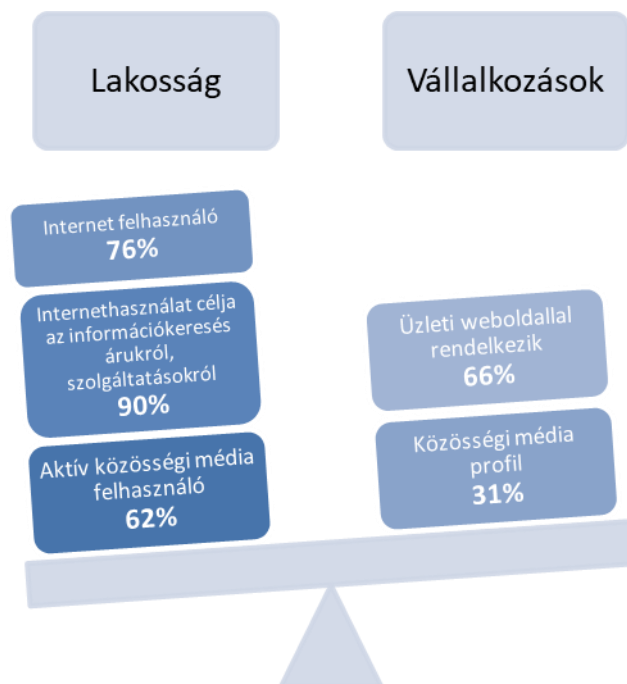 Lakosság
Vállalkozások
Internet felhasználó
76%
Internethasználat célja
az információkeresés
árukról,
szolgáltatásokról
90%
Aktív közösségi média
felhasználó
62%
Üzleti weboldallal
rendelkezik
66%
Közösségi média
profil
31%